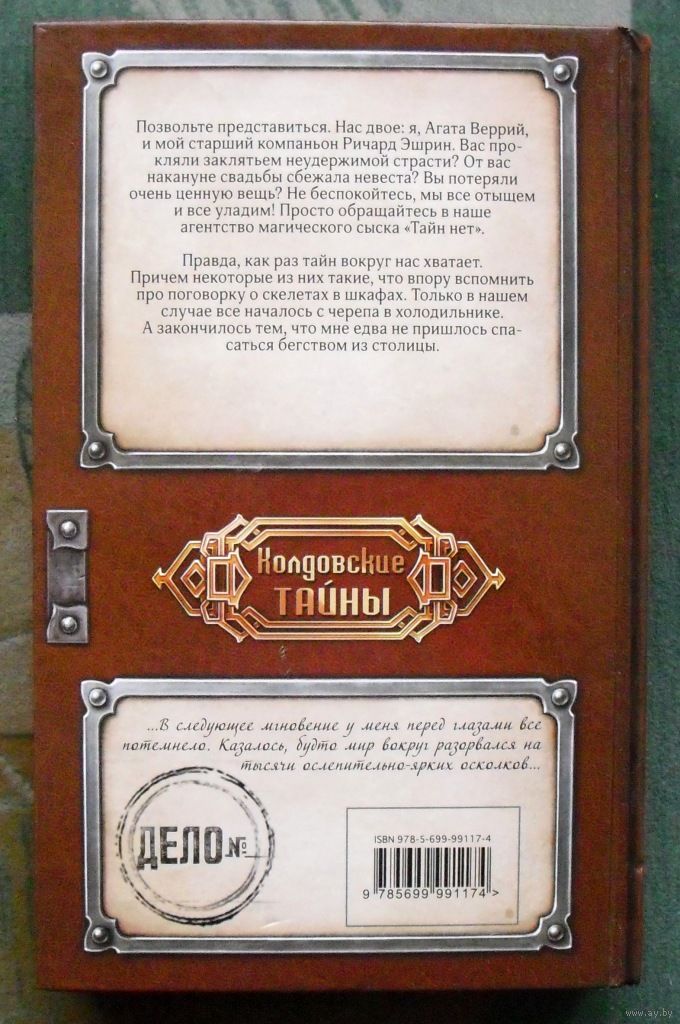 Позвольте представиться. Нас двое: я, Агата Веррий,
и мой старший компаньон Ричард Эшрин. Вас про-
кляли заклятьем неудержимой страсти? От вас
накануне свадьбы сбежала невеста? Вы потеряли
очень ценную вещь? Не беспокойтесь, мы все отыщем
и все уладим! Просто обращайтесь в наше
агентство магического сыска «Тайн нет».
Правда, как раз тайн вокруг нас хватает.
Причем некоторые из них такие, что впору вспомнить
про поговорку о скелетах в шкафах. Только в нашем
случае все началось с черепа в холодильнике.
А закончилось тем, что мне едва не пришлось спа-
саться бегством из столицы.
Колдовские
ТАЙНЫ
...В следующее мгновение у меня перед глазами все
потемнело. Казалось, будто мир вокруг разорвался на
тысячи ослепительно-ярких осколков...
ДЕЛО №
ISBN 978-5-699-99117-4
9 785699 991174 >
www.ay.by